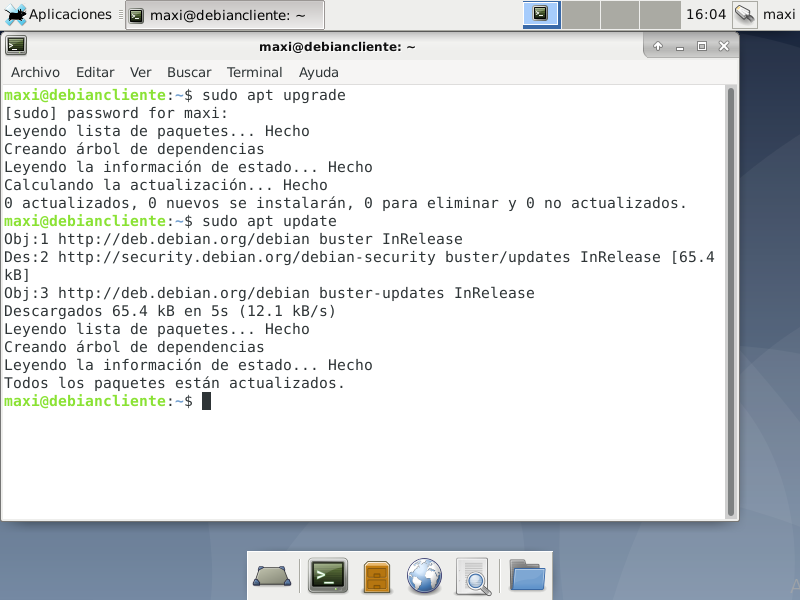 Aplicaciones maxi@debiancliente: ~ 16:04 maxi
maxi@debiancliente: ~
Archivo Editar Ver Buscar Terminal Ayuda
maxi@debiancliente:~$ sudo apt upgrade
[sudo] password for maxi:
Leyendo lista de paquetes... Hecho
Creando árbol de dependencias
Leyendo la información de estado... Hecho
Calculando la actualización... Hecho
0 actualizados, 0 nuevos se instalarán, 0 para eliminar y 0 no actualizados.
maxi@debiancliente:~$ sudo apt update
Obj:1 http://deb.debian.org/debian buster InRelease
Des:2 http://security.debian.org/debian-security buster/updates InRelease [65.4
kB]
Obj:3 http://deb.debian.org/debian buster-updates InRelease
Descargados 65.4 kB en 5s (12.1 kB/s)
Leyendo lista de paquetes... Hecho
Creando árbol de dependencias
Leyendo la información de estado... Hecho
Todos los paquetes están actualizados.
maxi@debiancliente:~$